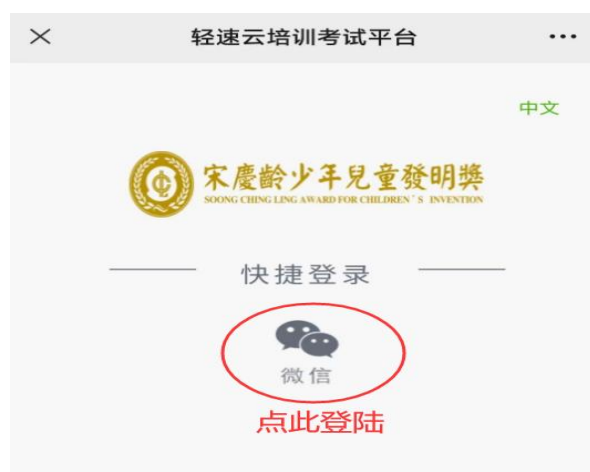 轻速云培训考试平台
中文
宋慶齡少年兒童發明獎
SOONG CHING LING AWARD FOR CHILDREN'S INVENTION
快捷登录
微信
点此登陆